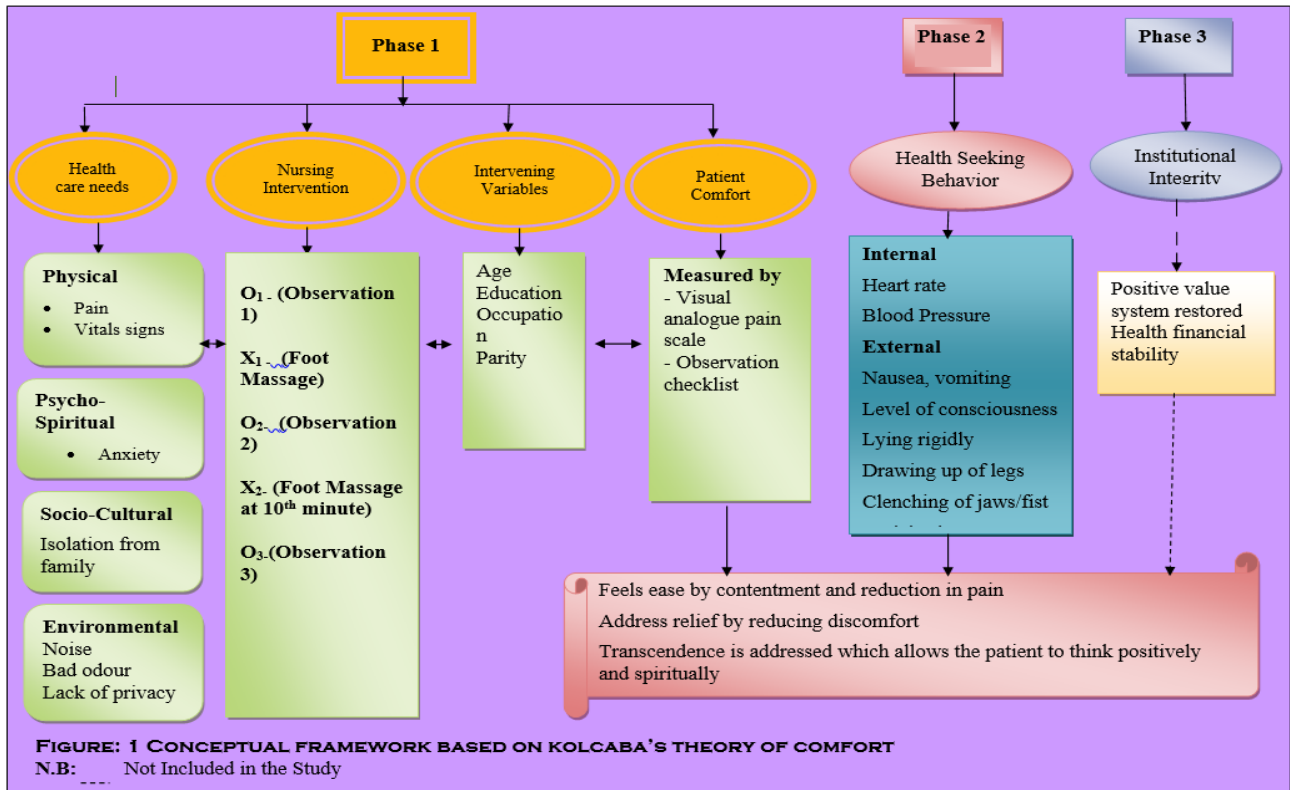 Phase 1
Phase 2
Phase 3
Health
care needs
Nursing
Intervention
Intervening
Variables
Patient
Comfort
Health Seeking
Behavior
Institutional
Integrity
Physical
• Pain
• Vitals signs
Psycho-
Spiritual
• Anxiety
Socio-Cultural
Isolation from
family
Environmental
Noise
Bad odour
Lack of privacy
O1 - (Observation
1)
X1 - (Foot
Massage)
O2- (Observation
2)
X2- (Foot Massage
at 10th minute)
O3-(Observation
3)
Age
Education
Occupatio
n
Parity
Measured by
- Visual
analogue pain
scale
- Observation
checklist
Internal
Heart rate
Blood Pressure
External
Nausea, vomiting
Level of consciousness
Lying rigidly
Drawing up of legs
Clenching of jaws/fist
Positive value
system restored
Health financial
stability
Feels ease by contentment and reduction in pain
Address relief by reducing discomfort
Transcendence is addressed which allows the patient to think positively
and spiritually
FIGURE: 1 CONCEPTUAL FRAMEWORK BASED ON KOLCABA'S THEORY OF COMFORT
N.B: ---- Not Included in the Study